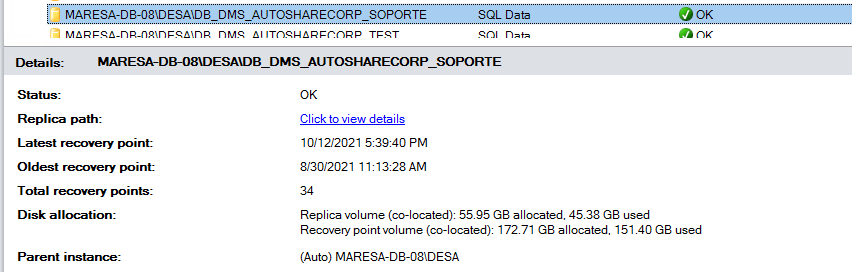 MARESA-DB-08\DESA\DB_DMS_AUTOSHARECORP_SOPORTE SQL Data OK
MARESA-DB-08\DESA\DB_DMS_AUTOSHARECORP_TEST SQL Data OK
Details: MARESA-DB-08\DESA\DB_DMS_AUTOSHARECORP_SOPORTE
Status: OK
Replica path: Click to view details
Latest recovery point: 10/12/2021 5:39:40 PM
Oldest recovery point: 8/30/2021 11:13:28 AM
Total recovery points: 34
Disk allocation: Replica volume (co-located): 55.95 GB allocated, 45.38 GB used
Recovery point volume (co-located): 172.71 GB allocated, 151.40 GB used
Parent instance: (Auto) MARESA-DB-08\DESA